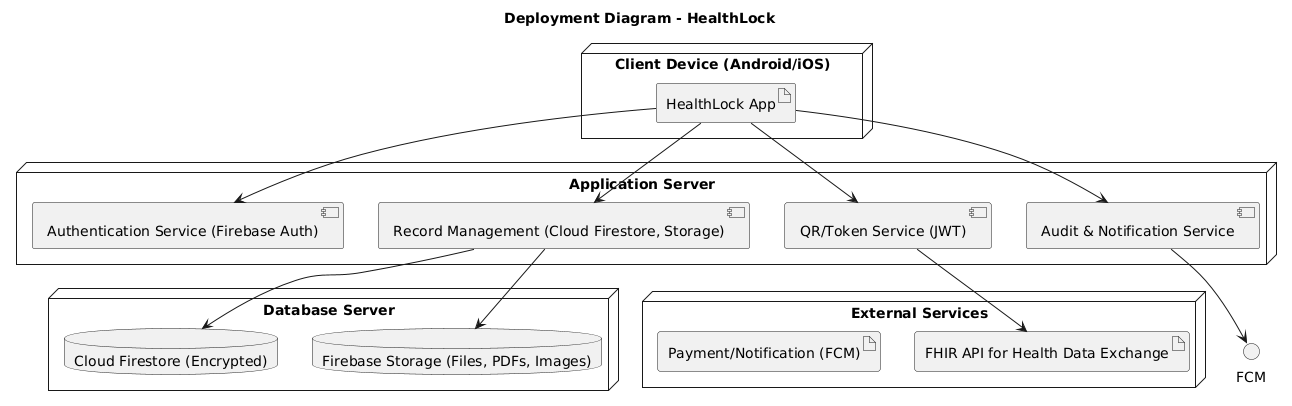 Deployment Diagram - HealthLock
Client Device (Android/iOS)
HealthLock App
Application Server
Authentication Service (Firebase Auth)
Record Management (Cloud Firestore, Storage)
QR/Token Service (JWT)
Audit & Notification Service
Database Server
Cloud Firestore (Encrypted)
Firebase Storage (Files, PDFs, Images)
External Services
Payment/Notification (FCM)
FHIR API for Health Data Exchange
FCM